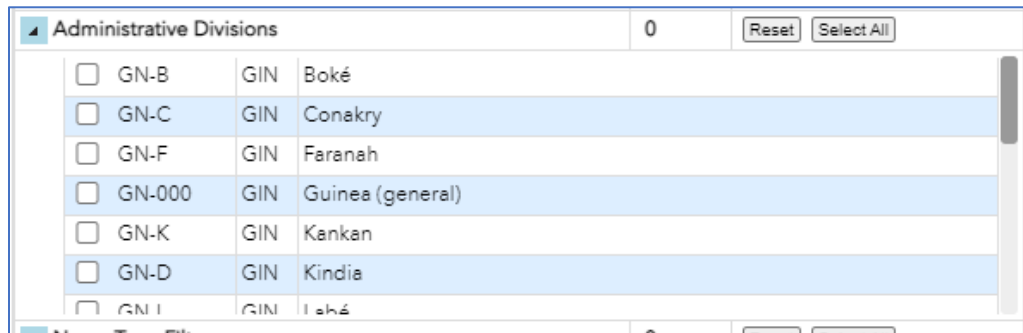 Administrative Divisions 0 Reset Select All
GN-B GIN Boké
GN-C GIN Conakry
GN-F GIN Faranah
GN-000 GIN Guinea (general)
GN-K GIN Kankan
GN-D GIN Kindia
GN-L GIN Labé